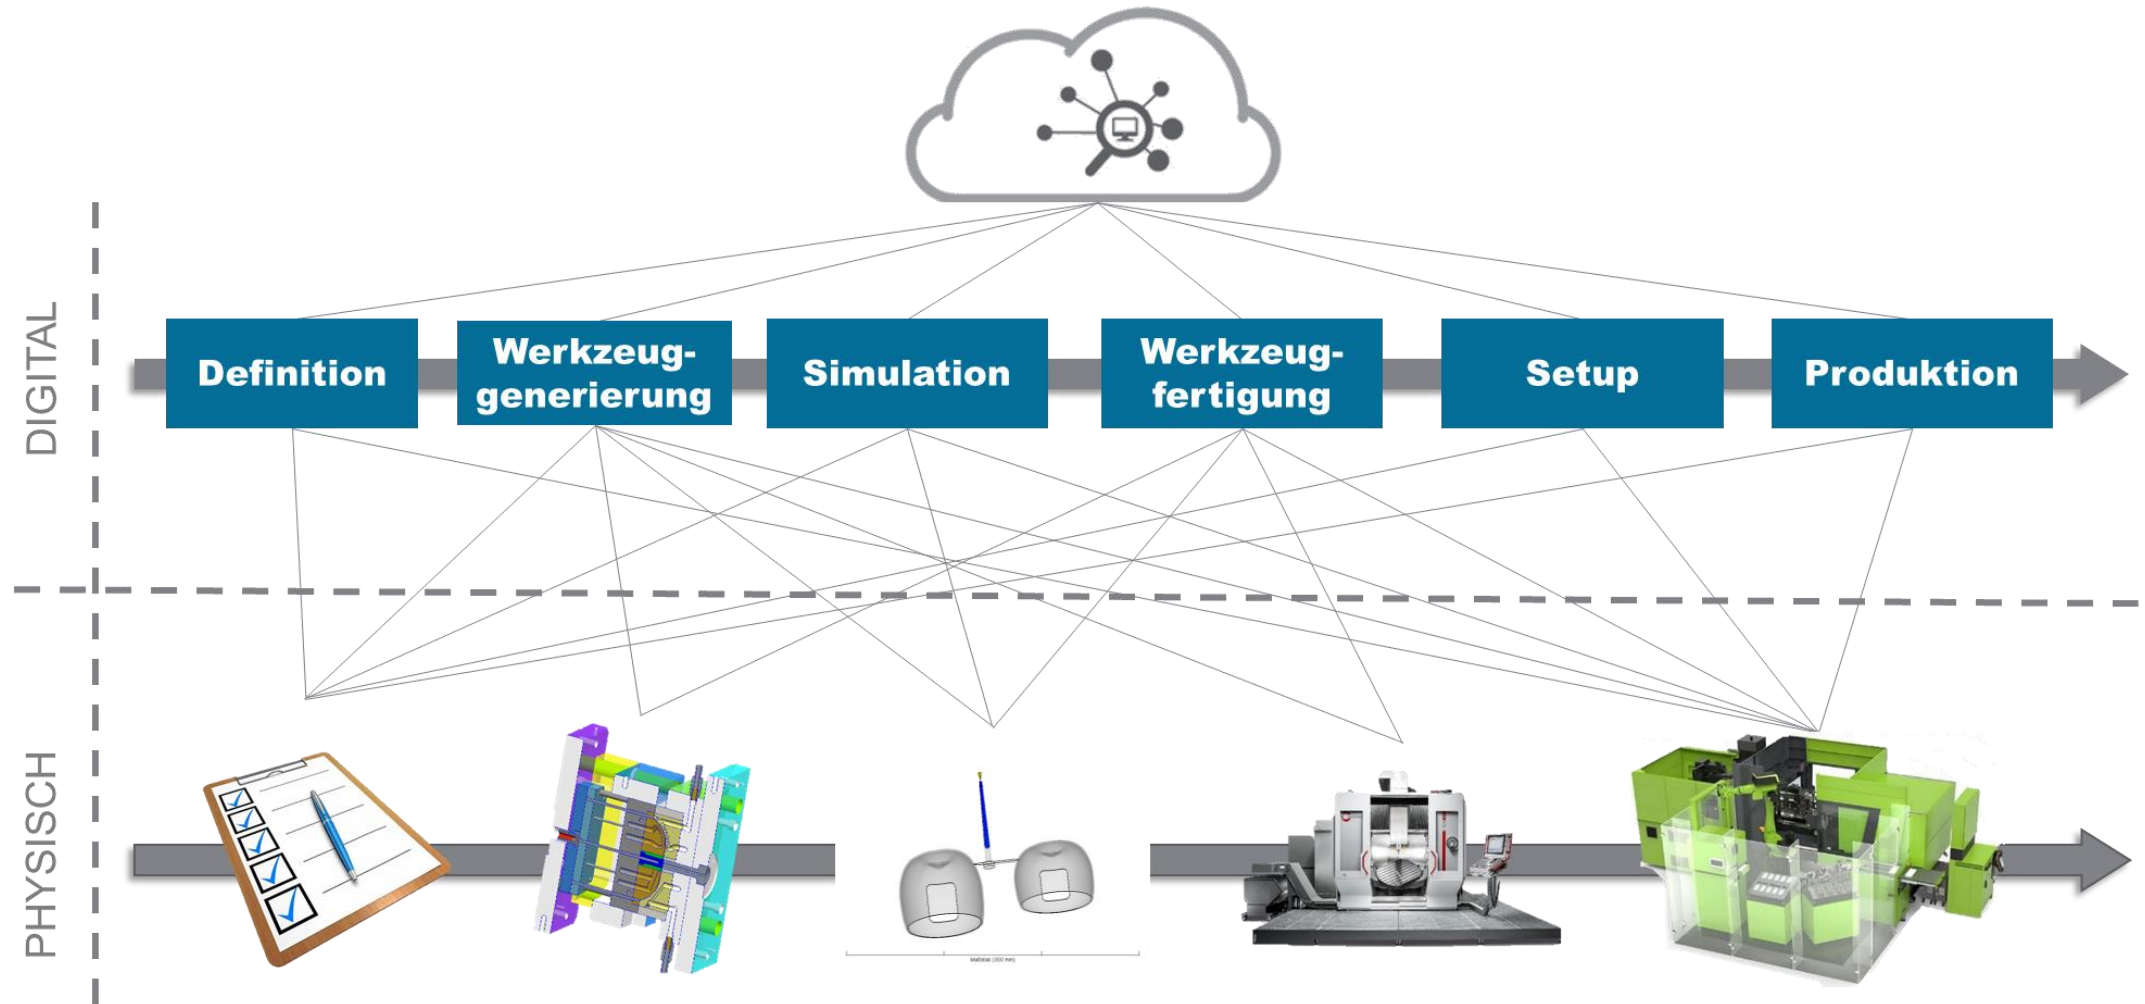 DIGITAL
Definition
Werkzeug-
generierung
Simulation
Werkzeug-
fertigung
Setup
Produktion
PHYSISCH